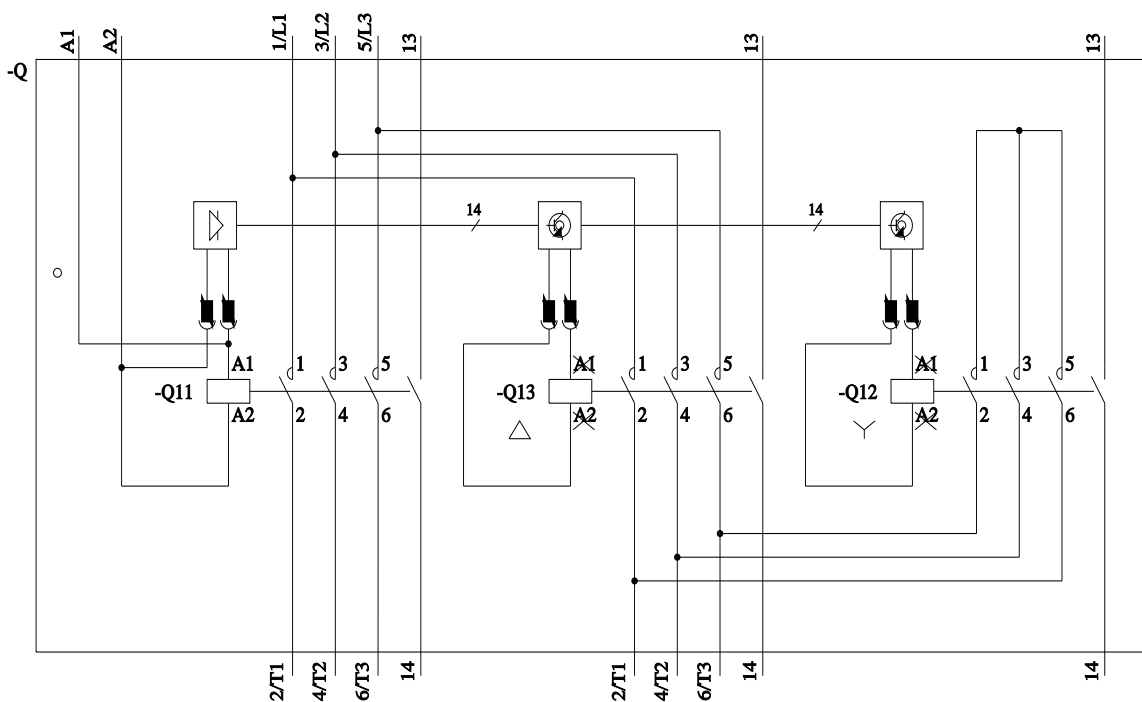 A1 A2 1/L1 3/L2 5/L3 13 13 13
-Q
14 14
A1 1 3 5 A1 1 3 5 A1 1 3 5
-Q11 -Q13 -Q12
A2 2 4 6 A2 2 4 6 A2 2 4 6
2/T1 4/T2 6/T3 14 2/T1 4/T2 6/T3 14 14